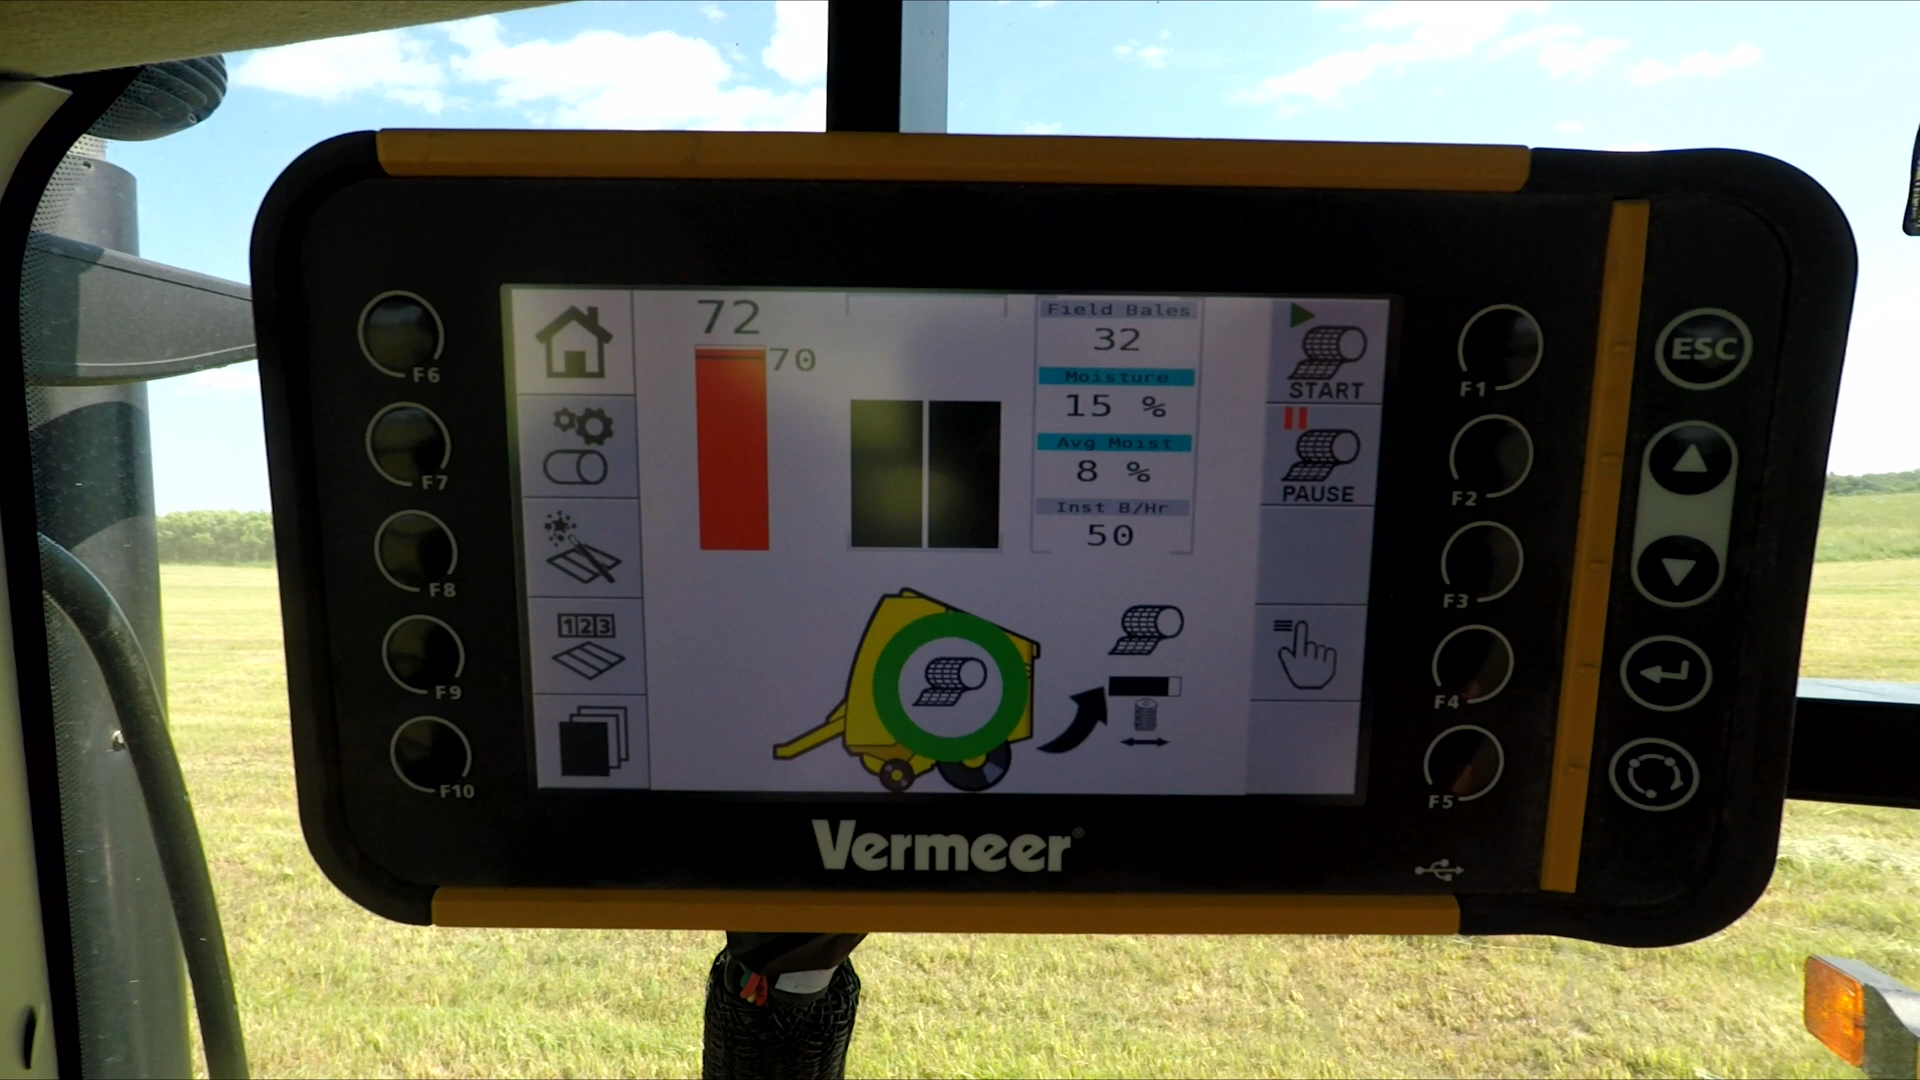 72
70
Field Bales
32
Moisture
15 %
Avg Moist
8 %
Inst B/Hr
50
START
PAUSE
123
F6
F7
F8
F9
F10
F1
F2
F3
F4
F5
ESC
Vermeer®